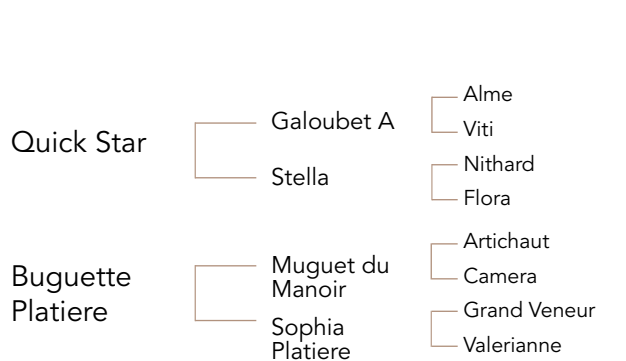 Quick Star
Galoubet A
Alme
Viti
Stella
Nithard
Flora
Buguette
Platiere
Muguet du
Manoir
Artichaut
Camera
Sophia
Platiere
Grand Veneur
Valerianne